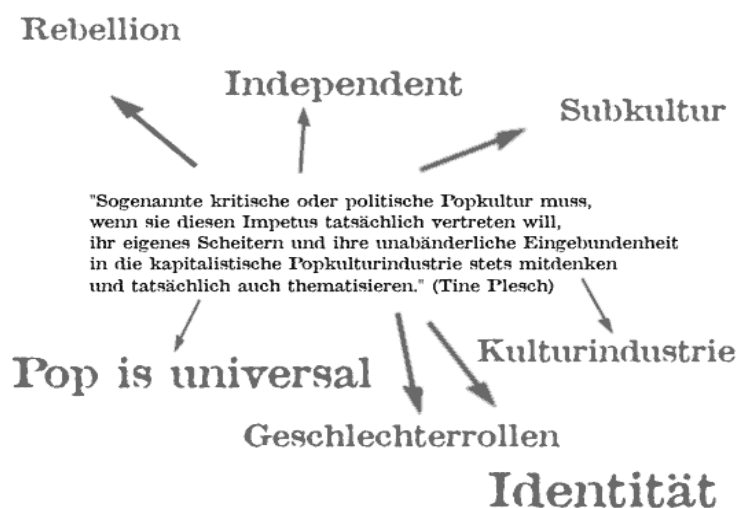 Rebellion
Independent
Subkultur
"Sogenannte kritische oder politische Popkultur muss,
wenn sie diesen Impetus tatsächlich vertreten will,
ihr eigenes Scheitern und ihre unabänderliche Eingebundenheit
in die kapitalistische Popkulturindustrie stets mitdenken
und tatsächlich auch thematisieren." (Tine Plesch)
Kulturindustrie
Pop is universal
Geschlechterrollen
Identität